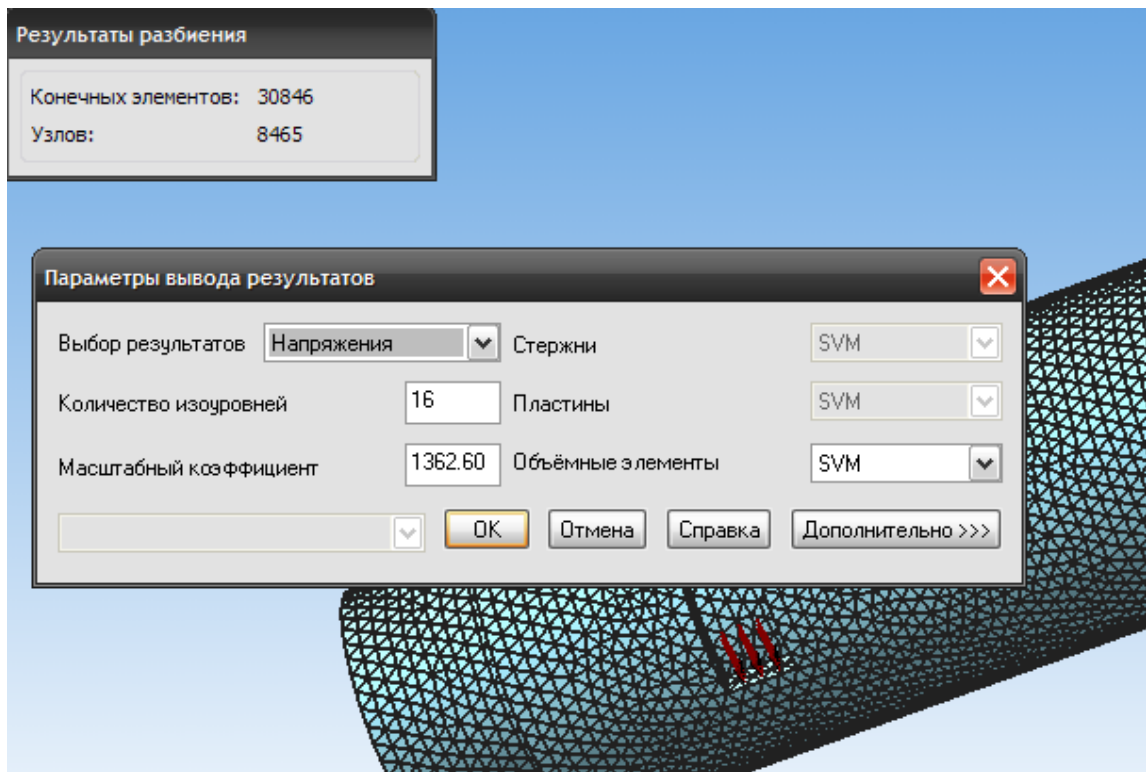 Результаты разбиения
Конечных элементов: 30846
Узлов: 8465
Параметры вывода результатов
Выбор результатов Напряжения Стержни SVM
Количество изоуровней 16 Пластины SVM
Масштабный коэффициент 1362.60 Объёмные элементы SVM
OK Отмена Справка Дополнительно >>>